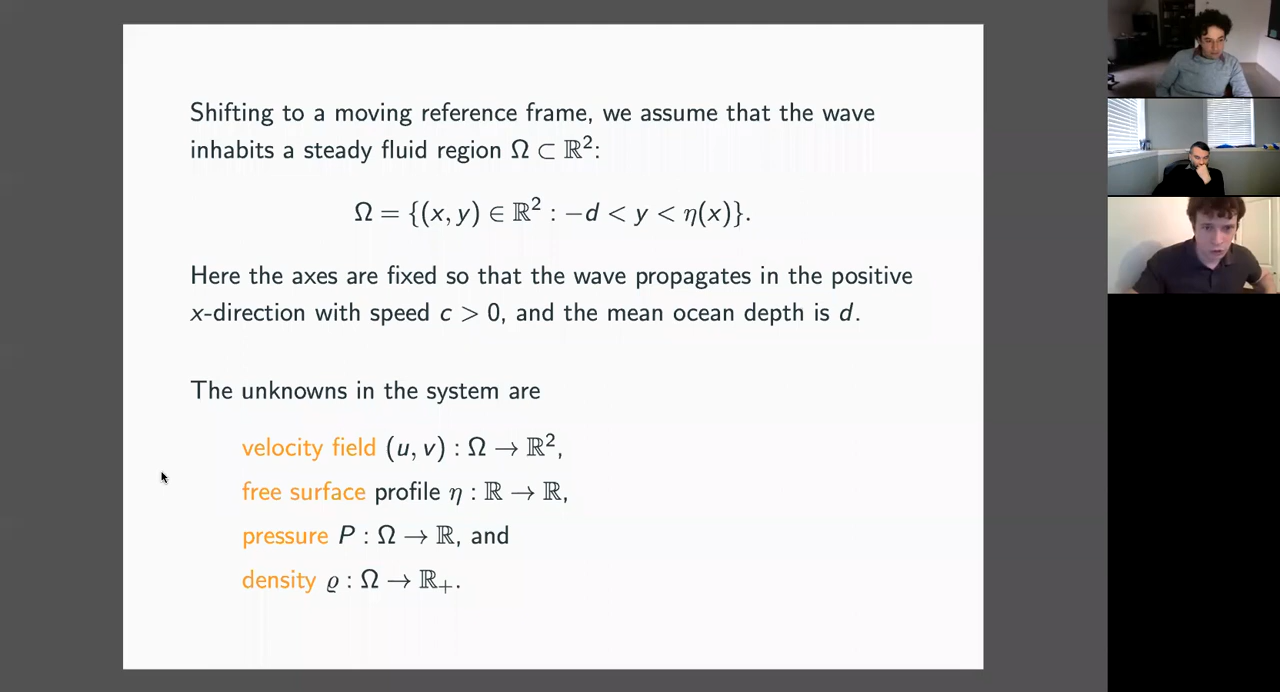 Shifting to a moving reference frame, we assume that the wave
inhabits a steady fluid region Ω ⊂ ℝ²:
Ω = {(x, y) ∈ ℝ² : −d < y < η(x)}.
Here the axes are fixed so that the wave propagates in the positive
x-direction with speed c > 0, and the mean ocean depth is d.
The unknowns in the system are
velocity field (u, v) : Ω → ℝ²,
free surface profile η : ℝ → ℝ,
pressure P : Ω → ℝ, and
density ϱ : Ω → ℝ₊.